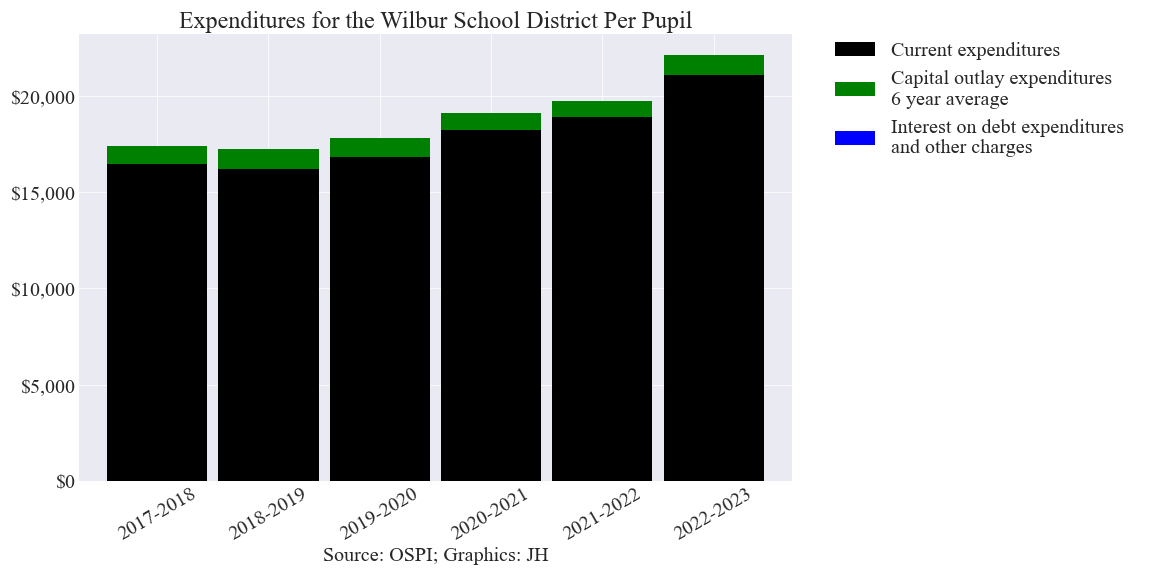 Expenditures for the Wilbur School District Per Pupil
Current expenditures
Capital outlay expenditures
6 year average
Interest on debt expenditures
and other charges
$20,000
$15,000
$10,000
$5,000
$0
2017-2018
2018-2019
2019-2020
2020-2021
2021-2022
2022-2023
Source: OSPI; Graphics: JH